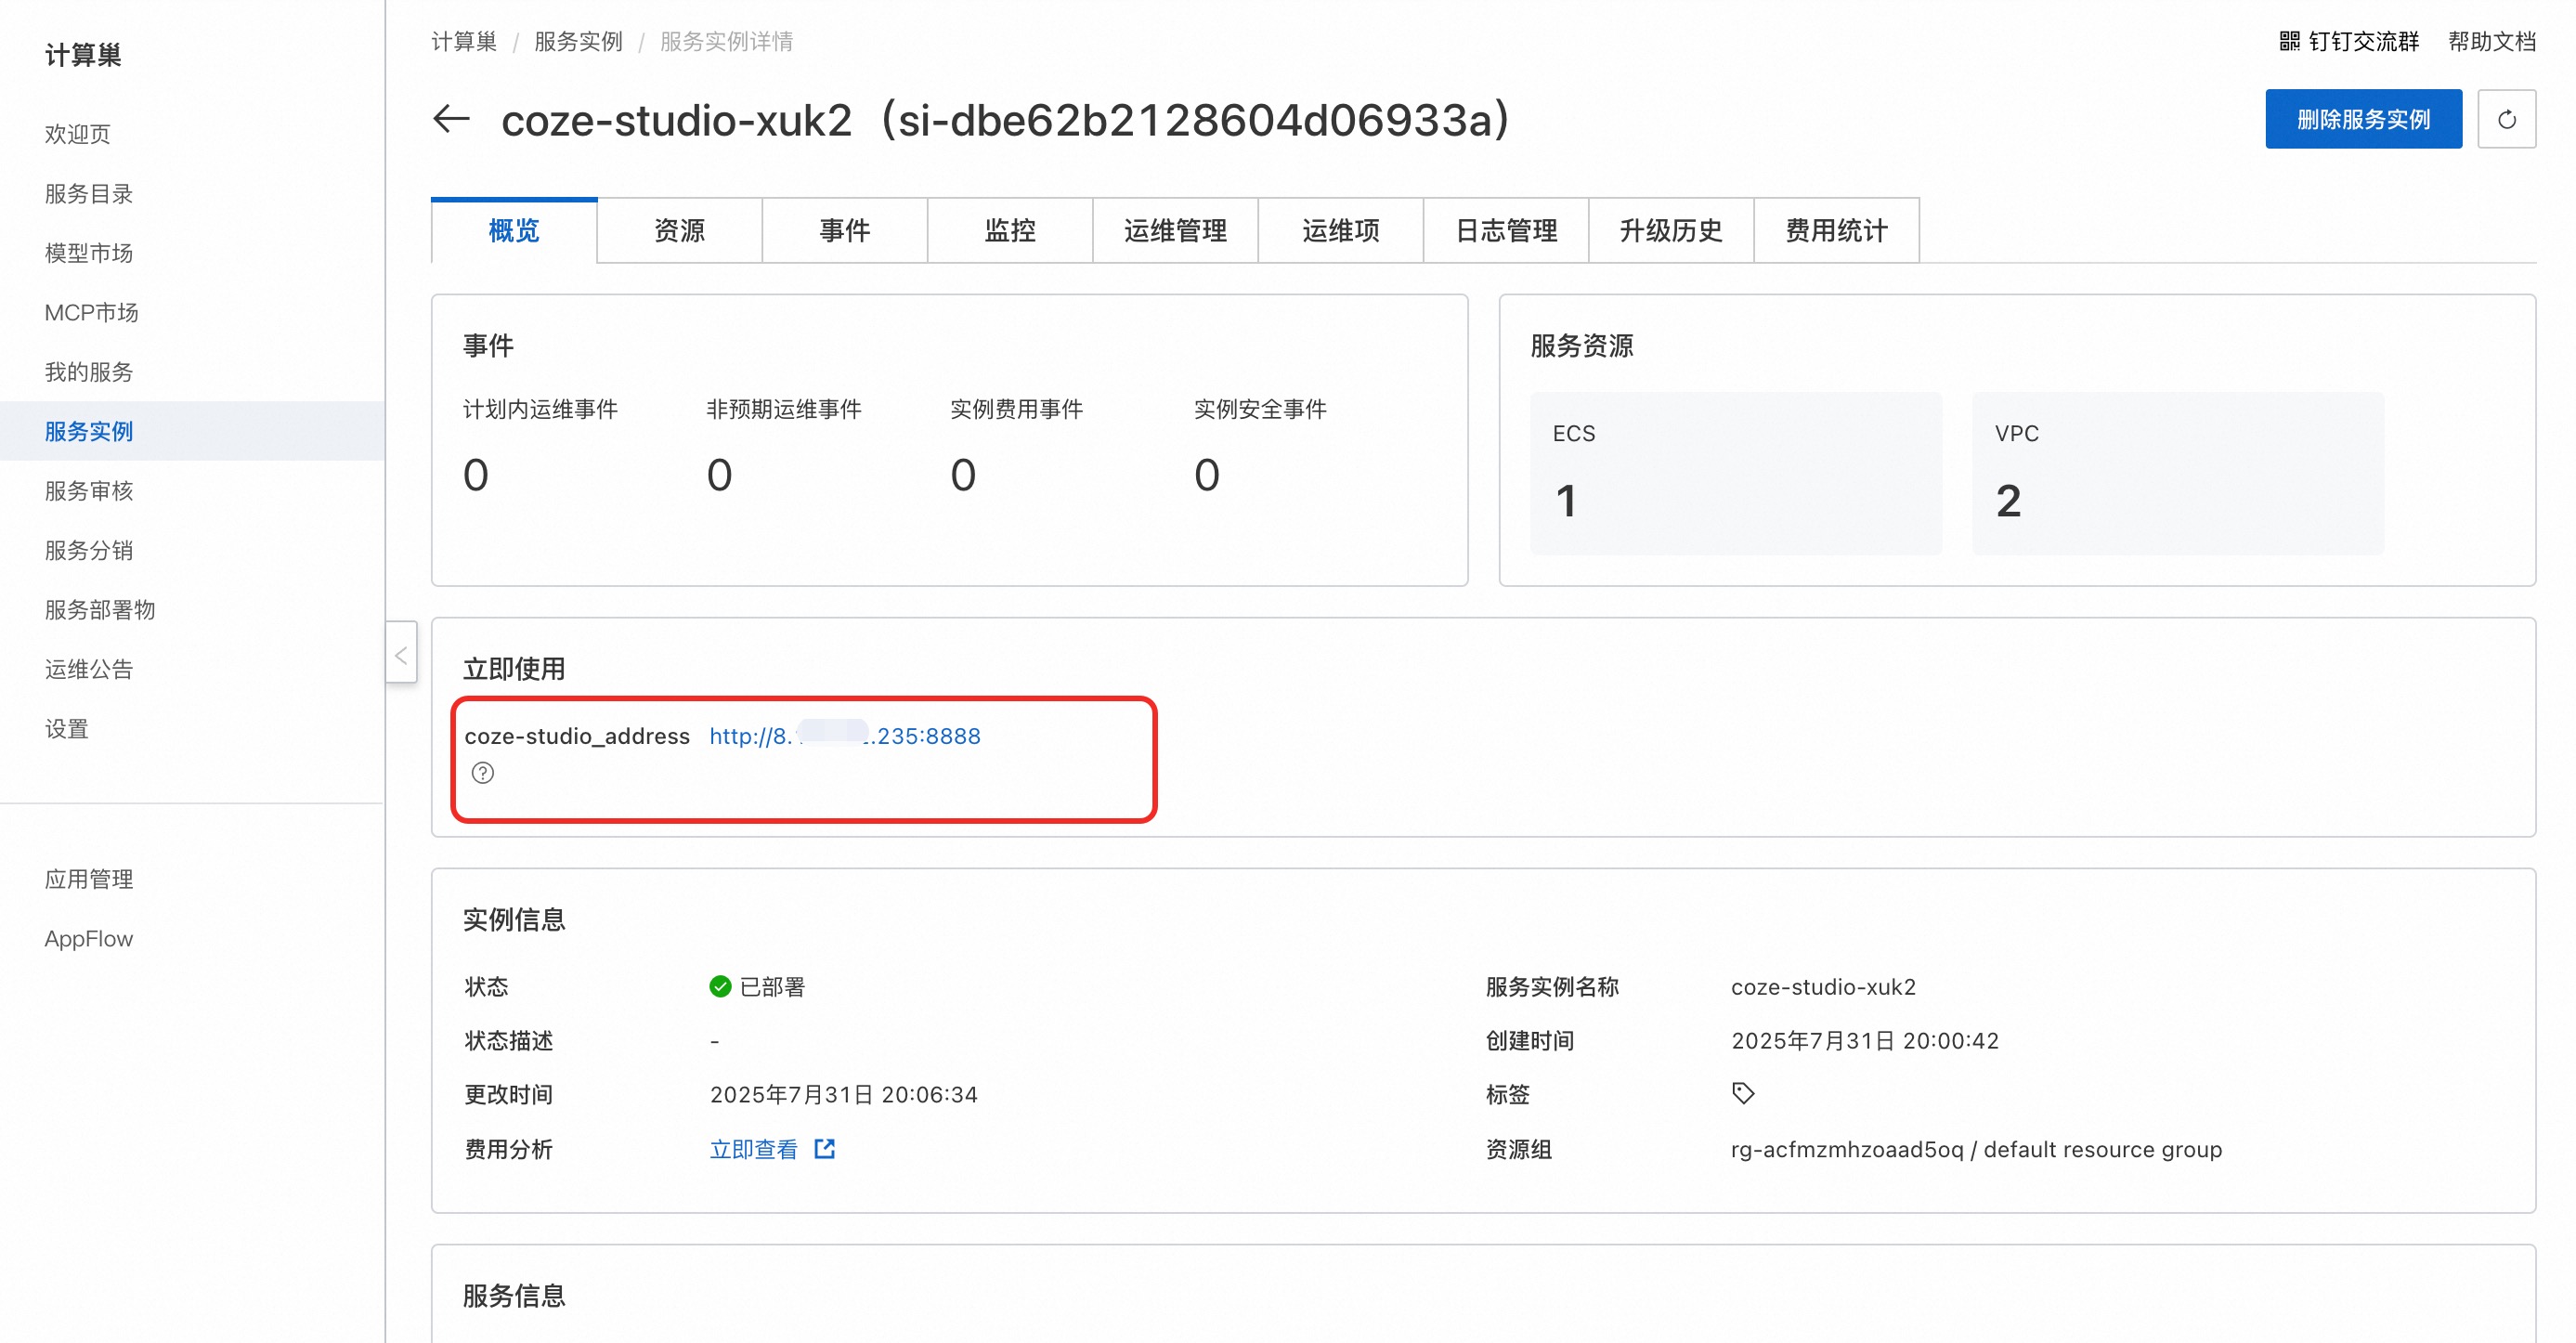 计算巢
欢迎页
服务目录
模型市场
MCP市场
我的服务
服务实例
服务审核
服务分销
服务部署物
运维公告
设置
应用管理
AppFlow
计算巢 / 服务实例 / 服务实例详情
钉钉交流群 帮助文档
coze-studio-xuk2（si-dbe62b2128604d06933a）
删除服务实例
概览 资源 事件 监控 运维管理 运维项 日志管理 升级历史 费用统计
事件
计划内运维事件 非预期运维事件 实例费用事件 实例安全事件
0 0 0 0
服务资源
ECS VPC
1 2
立即使用
coze-studio_address http://8. .235:8888
实例信息
状态 已部署 服务实例名称 coze-studio-xuk2
状态描述 - 创建时间 2025年7月31日 20:00:42
更改时间 2025年7月31日 20:06:34 标签
费用分析 立即查看 资源组 rg-acfmzmhzoaad5oq / default resource group
服务信息